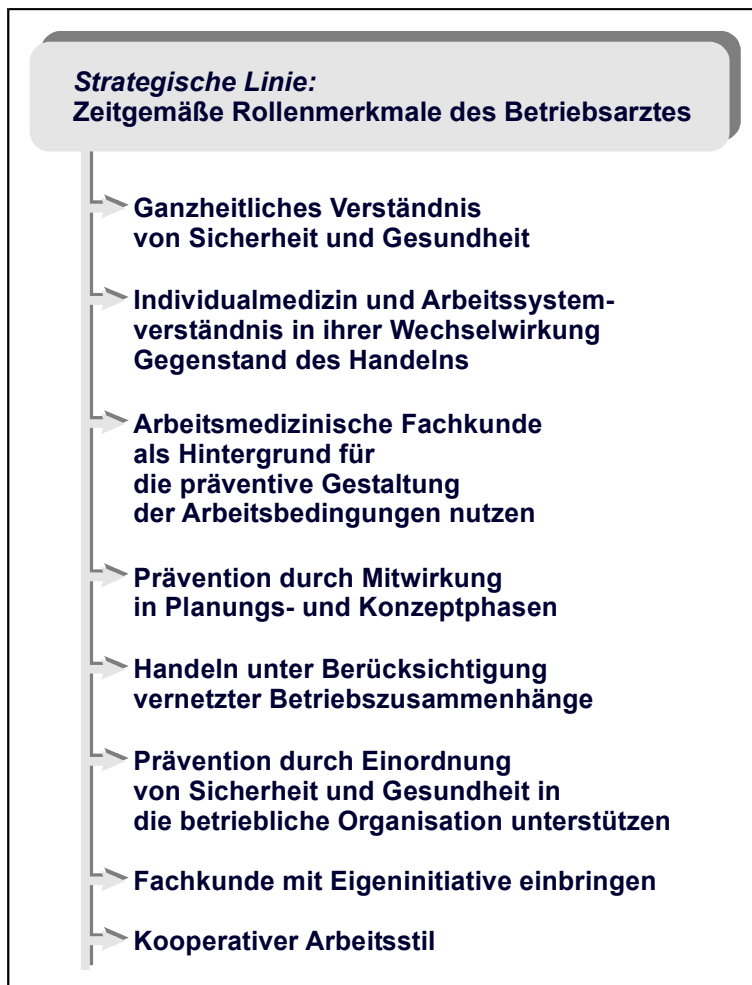 Strategische Linie:
Zeitgemäße Rollenmerkmale des Betriebsarztes
Ganzheitliches Verständnis
von Sicherheit und Gesundheit
Individualmedizin und Arbeitssystem-
verständnis in ihrer Wechselwirkung
Gegenstand des Handelns
Arbeitsmedizinische Fachkunde
als Hintergrund für
die präventive Gestaltung
der Arbeitsbedingungen nutzen
Prävention durch Mitwirkung
in Planungs- und Konzeptphasen
Handeln unter Berücksichtigung
vernetzter Betriebszusammenhänge
Prävention durch Einordnung
von Sicherheit und Gesundheit in
die betriebliche Organisation unterstützen
Fachkunde mit Eigeninitiative einbringen
Kooperativer Arbeitsstil